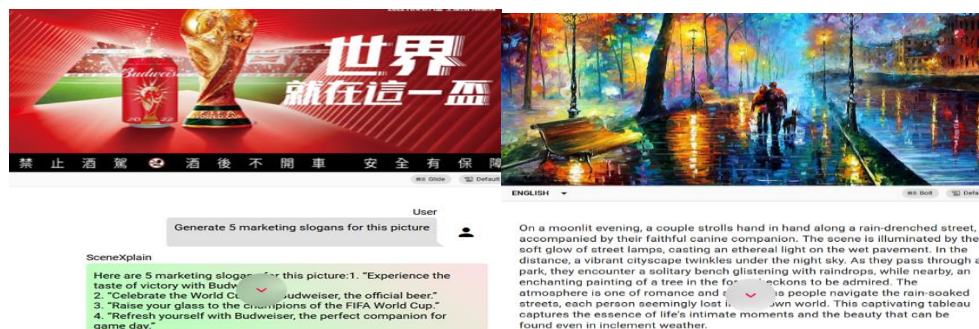 Budweiser
2022
FIFA
WORLD CUP
世界
就在這一盃
禁止酒駕 酒後不開車 安全有保障
Glide
Default
User
Generate 5 marketing slogans for this picture
SceneXplain
Here are 5 marketing slogans for this picture:1. "Experience the
taste of victory with
2. "Celebrate the World Budweiser, the official beer."
3. "Raise your glass to the champions of the FIFA World Cup."
4. "Refresh yourself with Budweiser, the perfect companion for
game day."
ENGLISH
Bolt
On a moonlit evening, a couple strolls hand in hand along a rain-drenched street,
accompanied by their faithful canine companion. The scene is illuminated by the
soft glow of street lamps, casting an ethereal light on the wet pavement. In the
distance, a vibrant cityscape twinkles under the night sky. As they pass through a
park, they encounter a solitary bench glistening with raindrops, while nearby, an
enchanting painting of a tree in the beckons to be admired. The
atmosphere is one of romance and as people navigate the rain-soaked
streets, each person seemingly lost own world. This captivating tableau
captures the essence of life's intimate moments and the beauty that can be
found even in inclement weather.